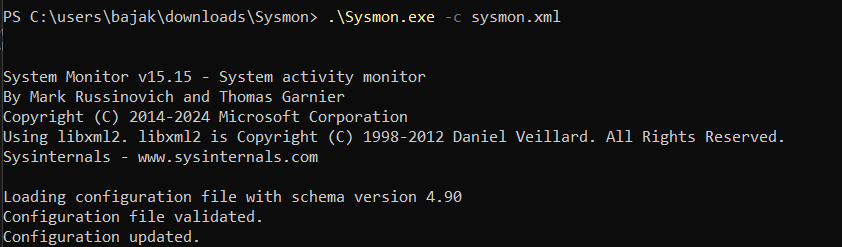 PS C:\users\bajak\downloads\Sysmon> .\Sysmon.exe -c sysmon.xml
System Monitor v15.15 - System activity monitor
By Mark Russinovich and Thomas Garnier
Copyright (C) 2014-2024 Microsoft Corporation
Using libxml2. libxml2 is Copyright (C) 1998-2012 Daniel Veillard. All Rights Reserved.
Sysinternals - www.sysinternals.com
Loading configuration file with schema version 4.90
Configuration file validated.
Configuration updated.